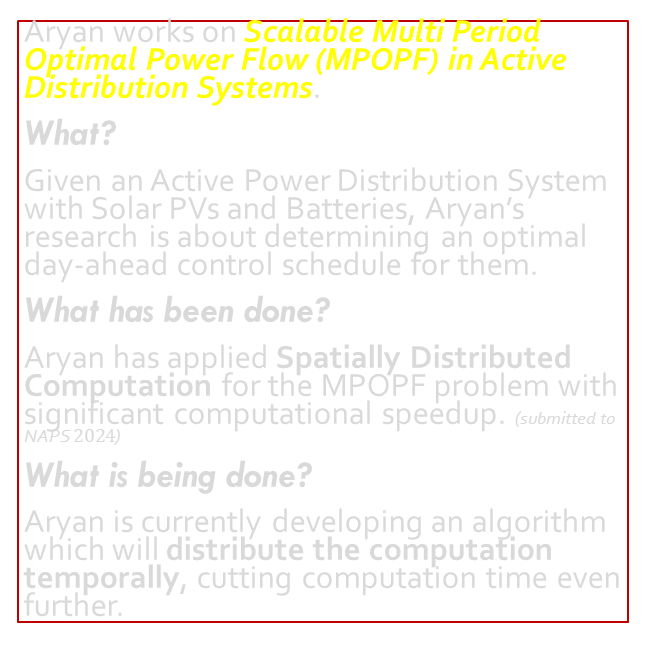 Aryan works on Scalable Multi Period
Optimal Power Flow (MPOPF) in Active
Distribution Systems.
What?
Given an Active Power Distribution System
with Solar PVs and Batteries, Aryan’s
research is about determining an optimal
day-ahead control schedule for them.
What has been done?
Aryan has applied Spatially Distributed
Computation for the MPOPF problem with
significant computational speedup. (submitted to
NAPS 2024)
What is being done?
Aryan is currently developing an algorithm
which will distribute the computation
temporally, cutting computation time even
further.